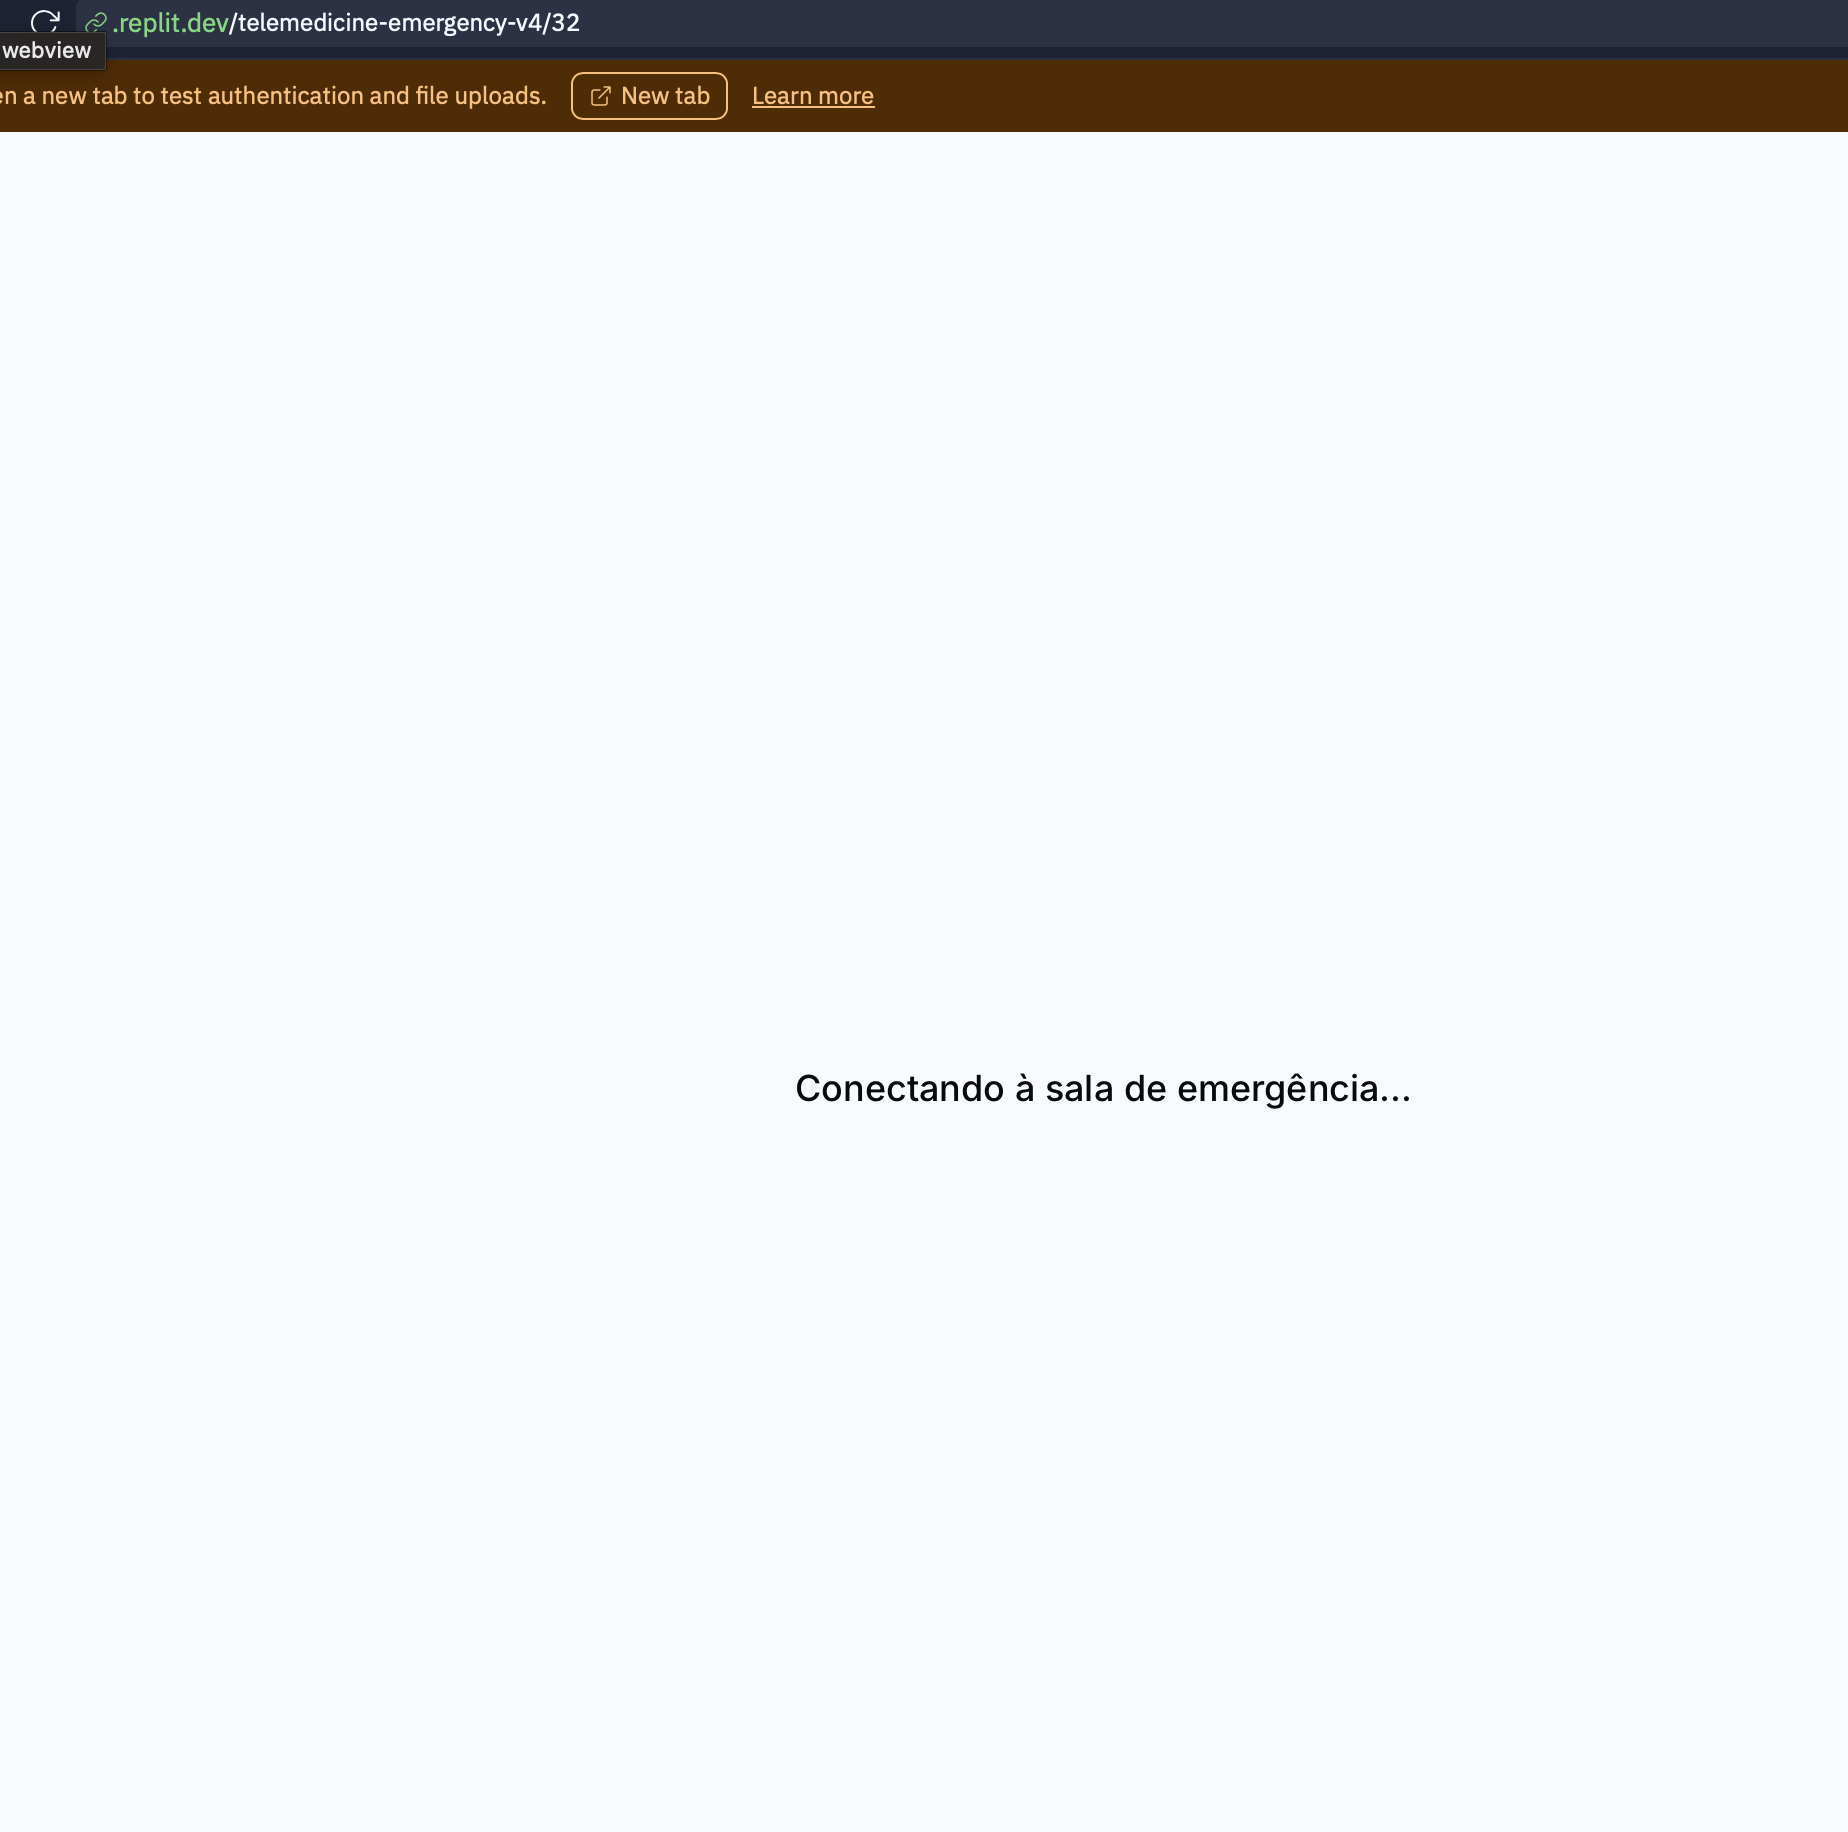 .replit.dev/telemedicine-emergency-v4/32
webview
a new tab to test authentication and file uploads.
New tab
Learn more
Conectando à sala de emergência...